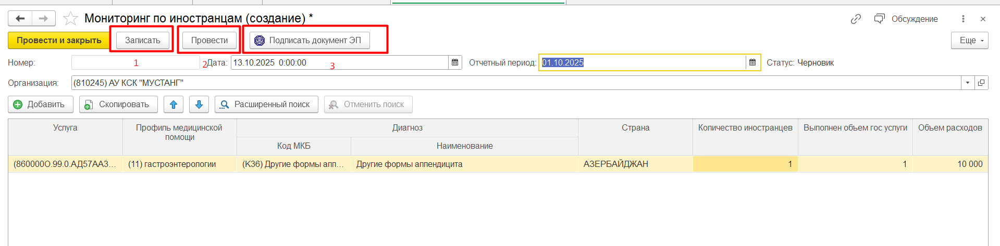 Мониторинг по иностранцам (создание) *
Обсуждение
Провести и закрыть Записать Провести Подписать документ ЭП Еще
Номер: 1 2 Дата: 13.10.2025 0:00:00 3 Отчетный период: 01.10.2025 Статус: Черновик
Организация: (810245) АУ КСК "МУСТАНГ"
Добавить Скопировать Расширенный поиск Отменить поиск
Услуга Профиль медицинской помощи Диагноз Страна Количество иностранцев Выполнен объем гос услуги Объем расходов
Код МКБ Наименование
(860000О.99.0.АД57АА3... (11) гастроэнтерологии (K36) Другие формы апп... Другие формы аппендицита АЗЕРБАЙДЖАН 1 1 10 000